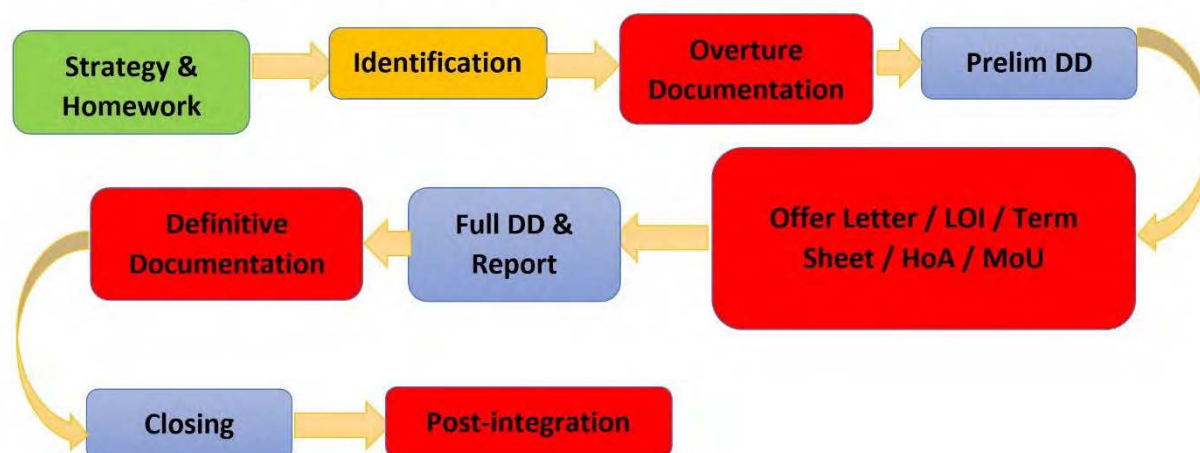 Strategy &
Homework
Identification
Overture
Documentation
Prelim DD
Offer Letter / LOI / Term
Sheet / HoA / MoU
Full DD &
Report
Definitive
Documentation
Closing
Post-integration